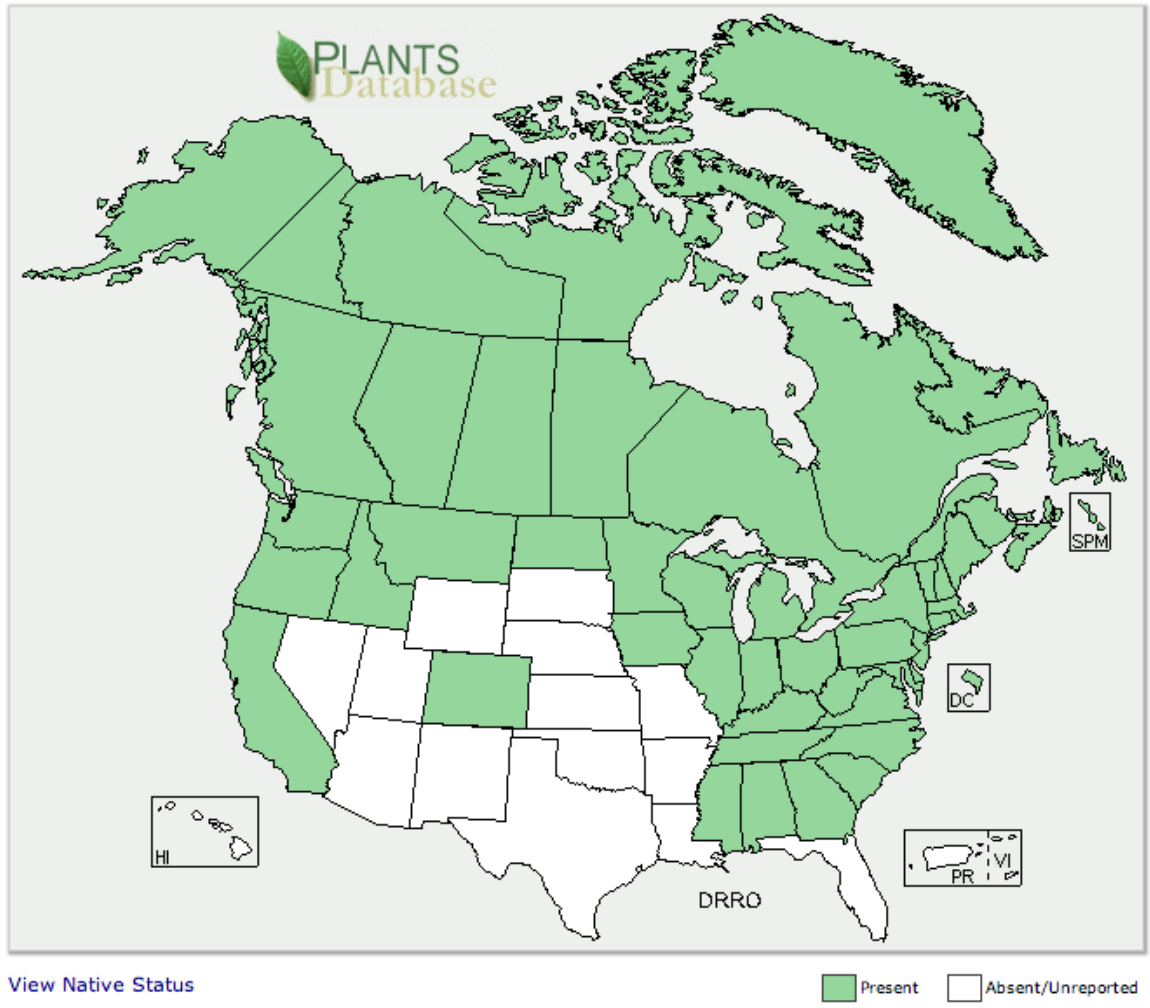 PLANTS
Database
SPM
DC
HI
PR
VI
DRRO
View Native Status
Present
Absent/Unreported